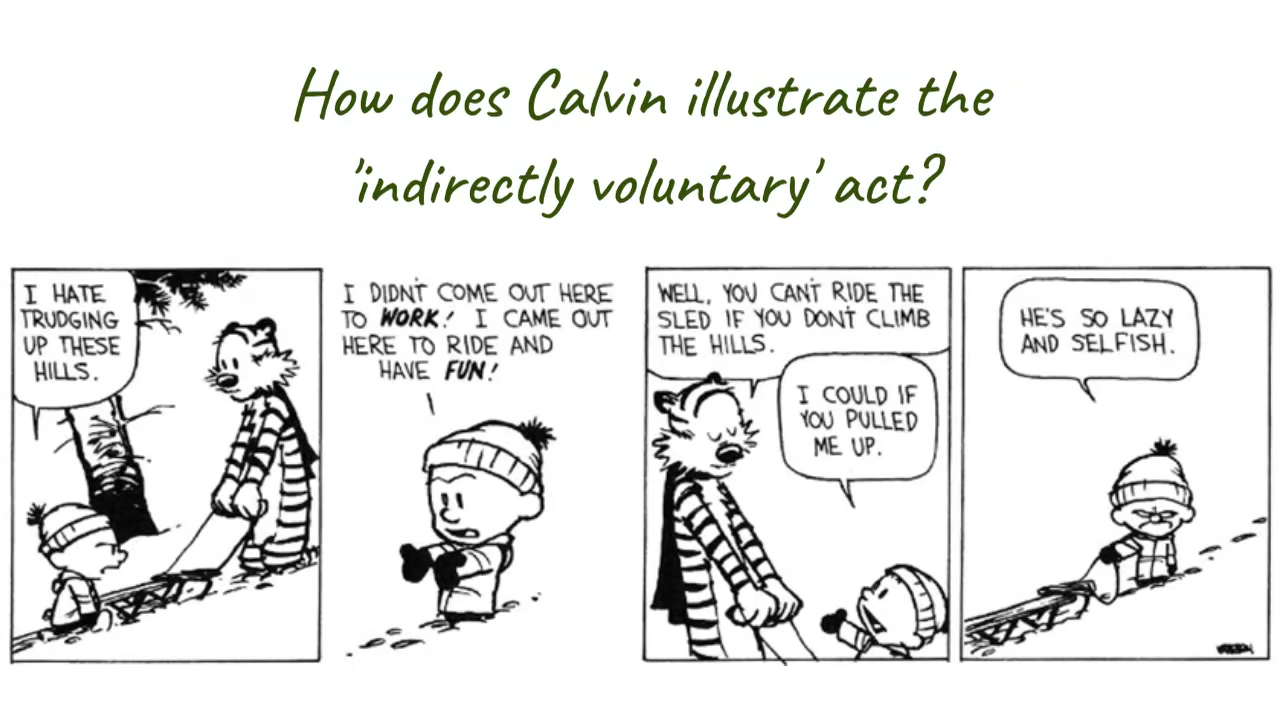 How does Calvin illustrate the
'indirectly voluntary' act?
I HATE
TRUDGING
UP THESE
HILLS.
I DIDN'T COME OUT HERE
TO WORK! I CAME OUT
HERE TO RIDE AND
HAVE FUN!
WELL, YOU CAN'T RIDE THE
SLED IF YOU DON'T CLIMB
THE HILLS.
I COULD IF
YOU PULLED
ME UP.
HE'S SO LAZY
AND SELFISH.